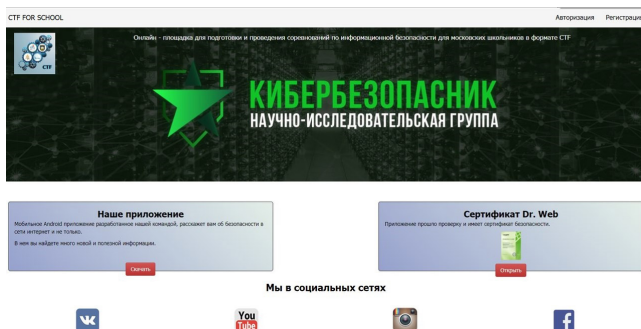 CTF FOR SCHOOL
Авторизация Регистрация
Онлайн - площадка для подготовки и проведения соревнований по информационной безопасности для московских школьников в формате CTF
CTF
КИБЕРБЕЗОПАСНИК
НАУЧНО-ИССЛЕДОВАТЕЛЬСКАЯ ГРУППА
Наше приложение
Мобильное Android приложение разработанное нашей командой, расскажет вам об безопасности в
сети интернет и не только.
В нем вы найдете много новой и полезной информации.
Скачать
Сертификат Dr. Web
Приложение прошло проверку и имеет сертификат безопасности.
Открыть
Мы в социальных сетях
You
Tube